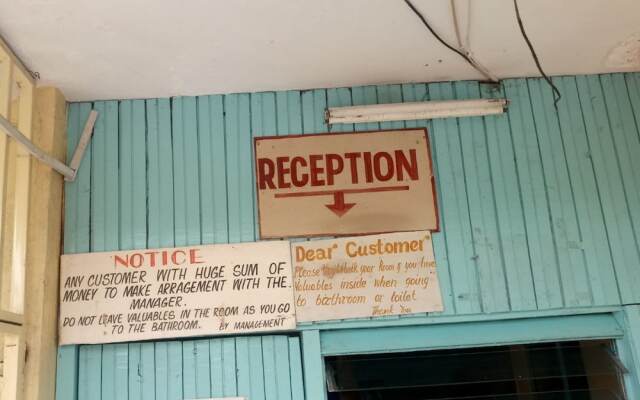 RECEPTION
NOTICE
ANY CUSTOMER WITH HUGE SUM OF
MONEY TO MAKE ARRAGEMENT WITH THE
MANAGER.
DO NOT LEAVE VALUABLES IN THE ROOM AS YOU GO
TO THE BATHROOM. BY MANAGEMENT
Dear Customer
Please lock your Room if you have
Valuables inside when going
to bathroom or toilet
Thank You